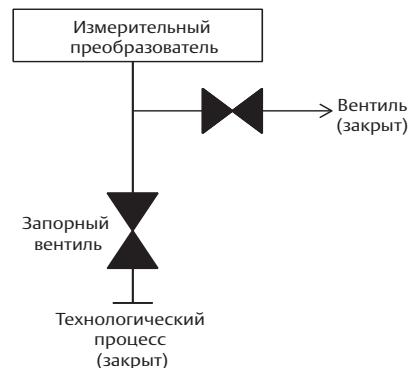 Измерительный
преобразователь
Вентиль
(закрыт)
Запорный
вентиль
Технологический
процесс
(закрыт)